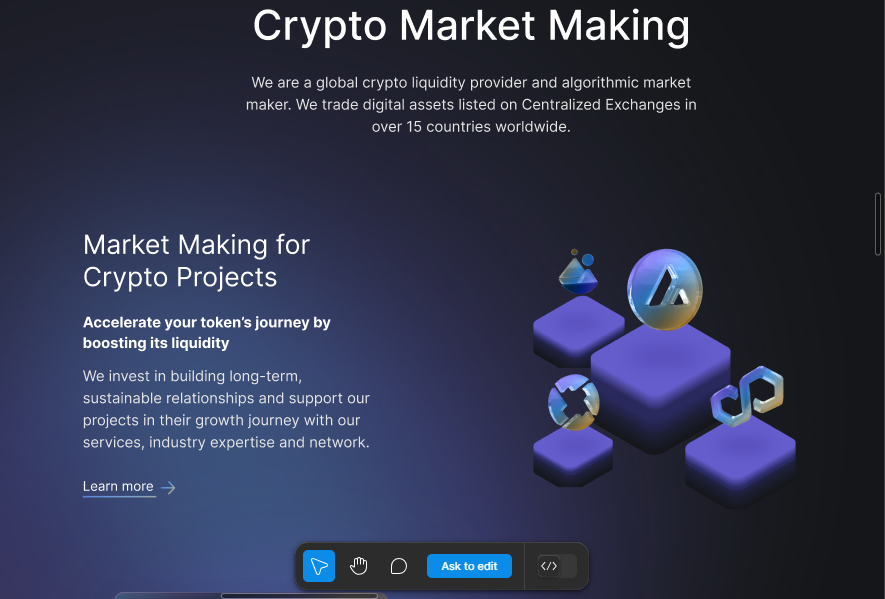 Crypto Market Making
We are a global crypto liquidity provider and algorithmic market
maker. We trade digital assets listed on Centralized Exchanges in
over 15 countries worldwide.
Market Making for
Crypto Projects
Accelerate your token’s journey by
boosting its liquidity
We invest in building long-term,
sustainable relationships and support our
projects in their growth journey with our
services, industry expertise and network.
Learn more
Ask to edit